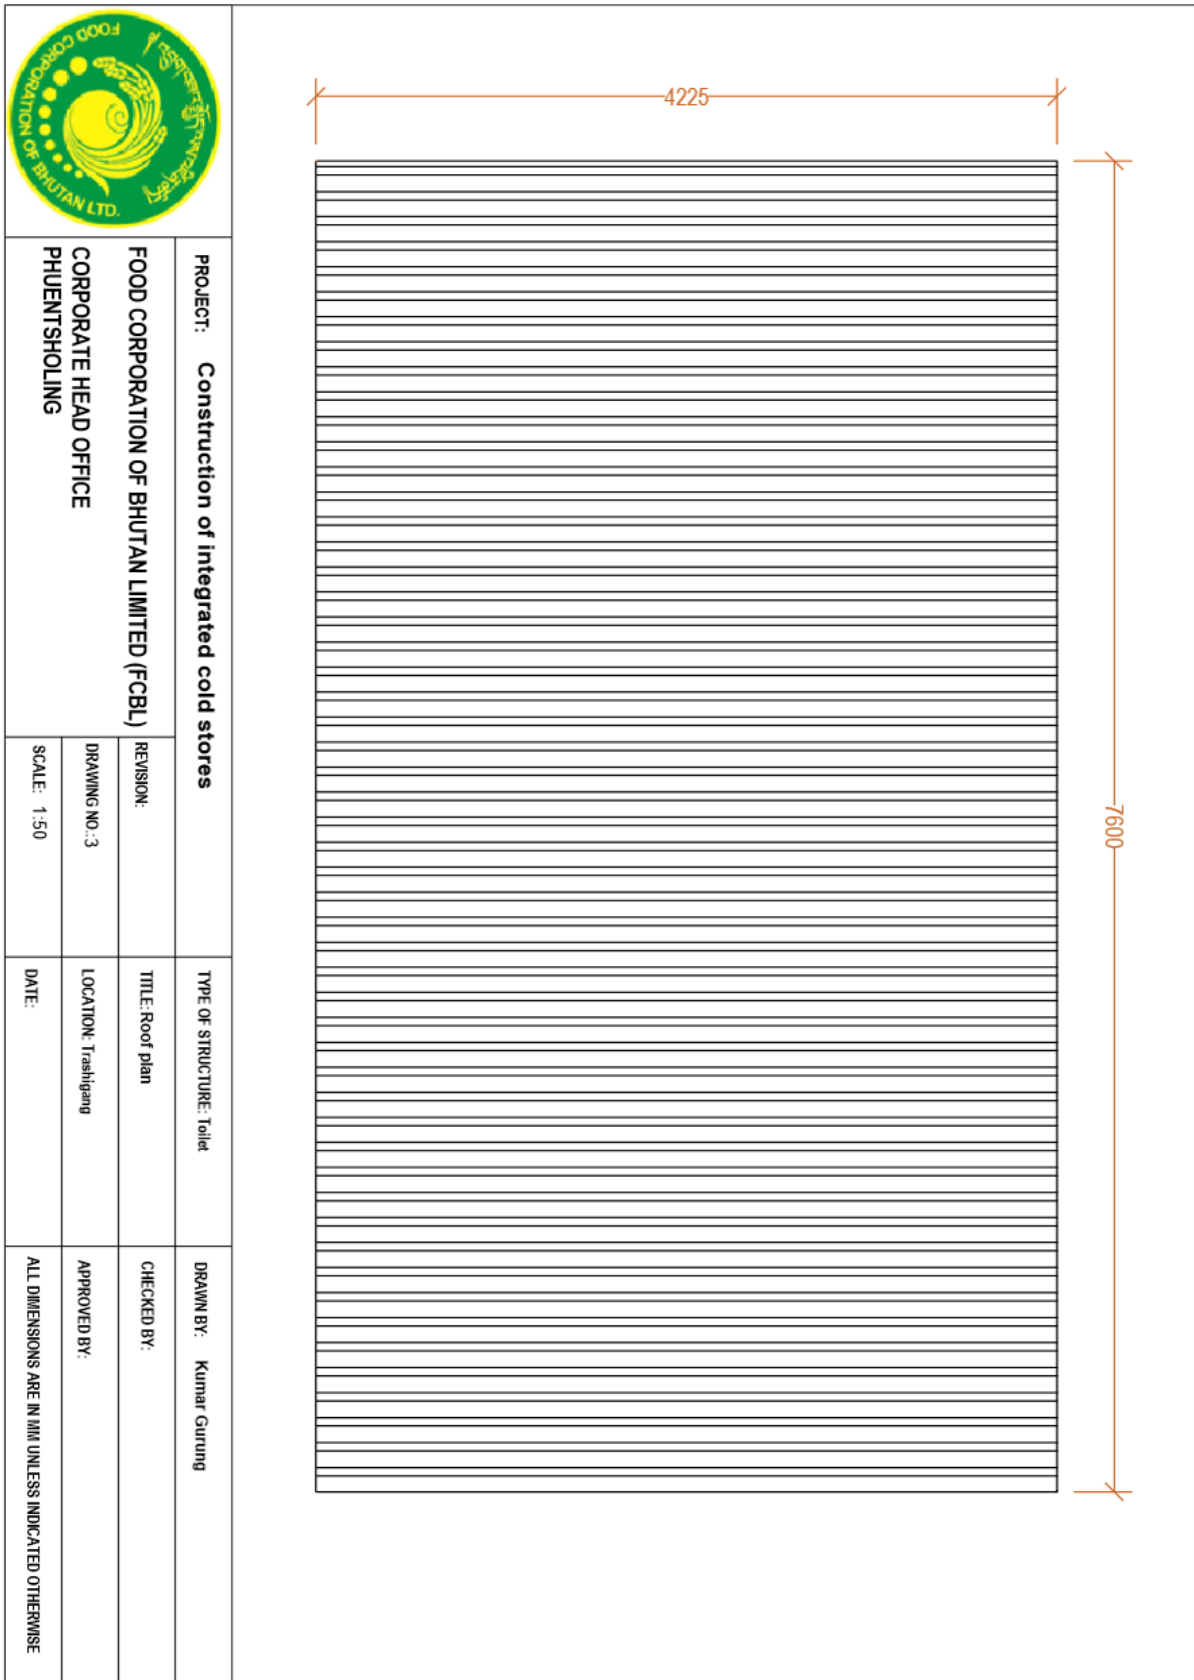 4225
7600
FOOD CORPORATION OF BHUTAN LTD.
PROJECT: Construction of integrated cold stores
FOOD CORPORATION OF BHUTAN LIMITED (FCBL)
CORPORATE HEAD OFFICE
PHUENTSHOLING
REVISION:
DRAWING NO.:3
SCALE: 1:50
TYPE OF STRUCTURE: Toilet
TITLE: Roof plan
LOCATION: Trashigang
DATE:
DRAWN BY: Kumar Gurung
CHECKED BY:
APPROVED BY:
ALL DIMENSIONS ARE IN MM UNLESS INDICATED OTHERWISE